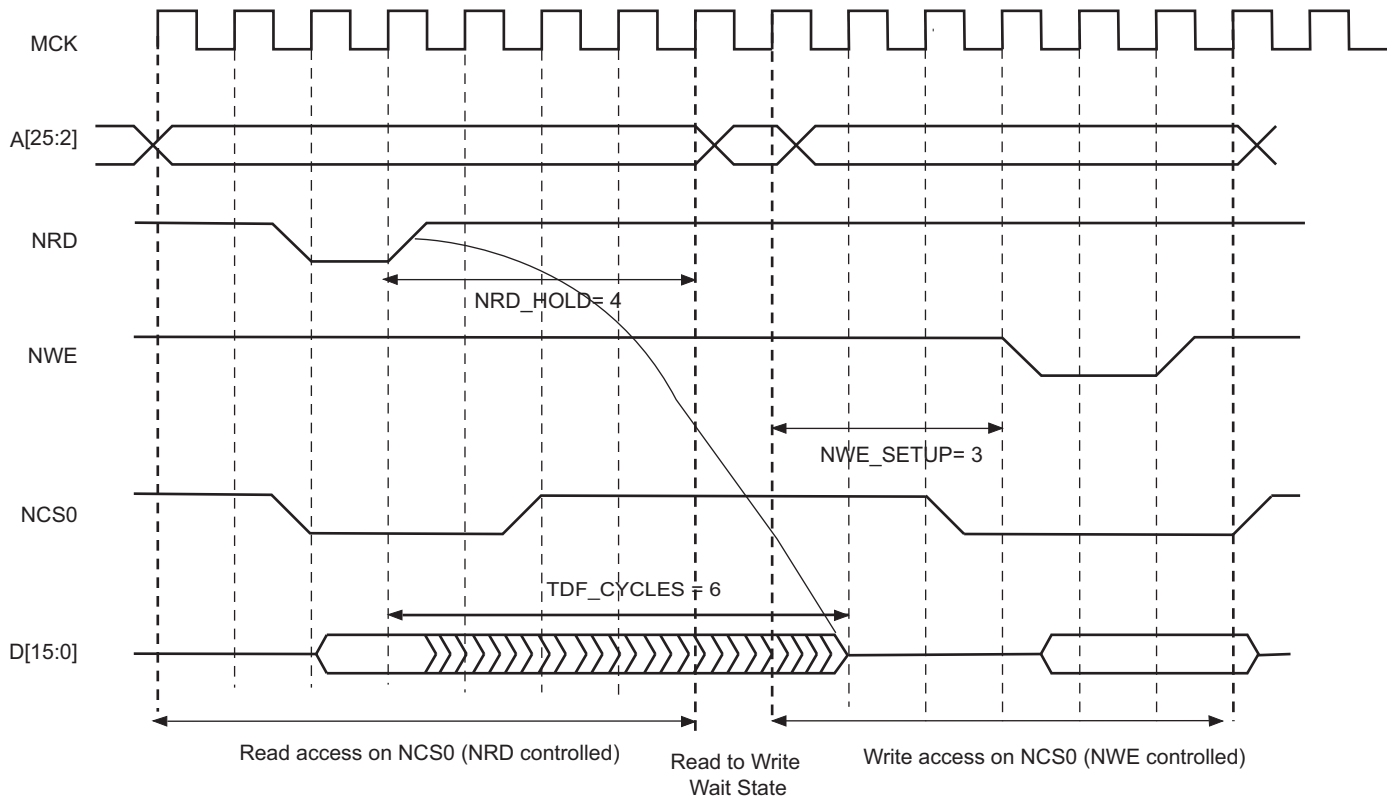 MCK
A[25:2]
NRD
NRD_HOLD= 4
NWE
NWE_SETUP= 3
NCS0
TDF_CYCLES = 6
D[15:0]
Read access on NCS0 (NRD controlled)
Read to Write
Wait State
Write access on NCS0 (NWE controlled)